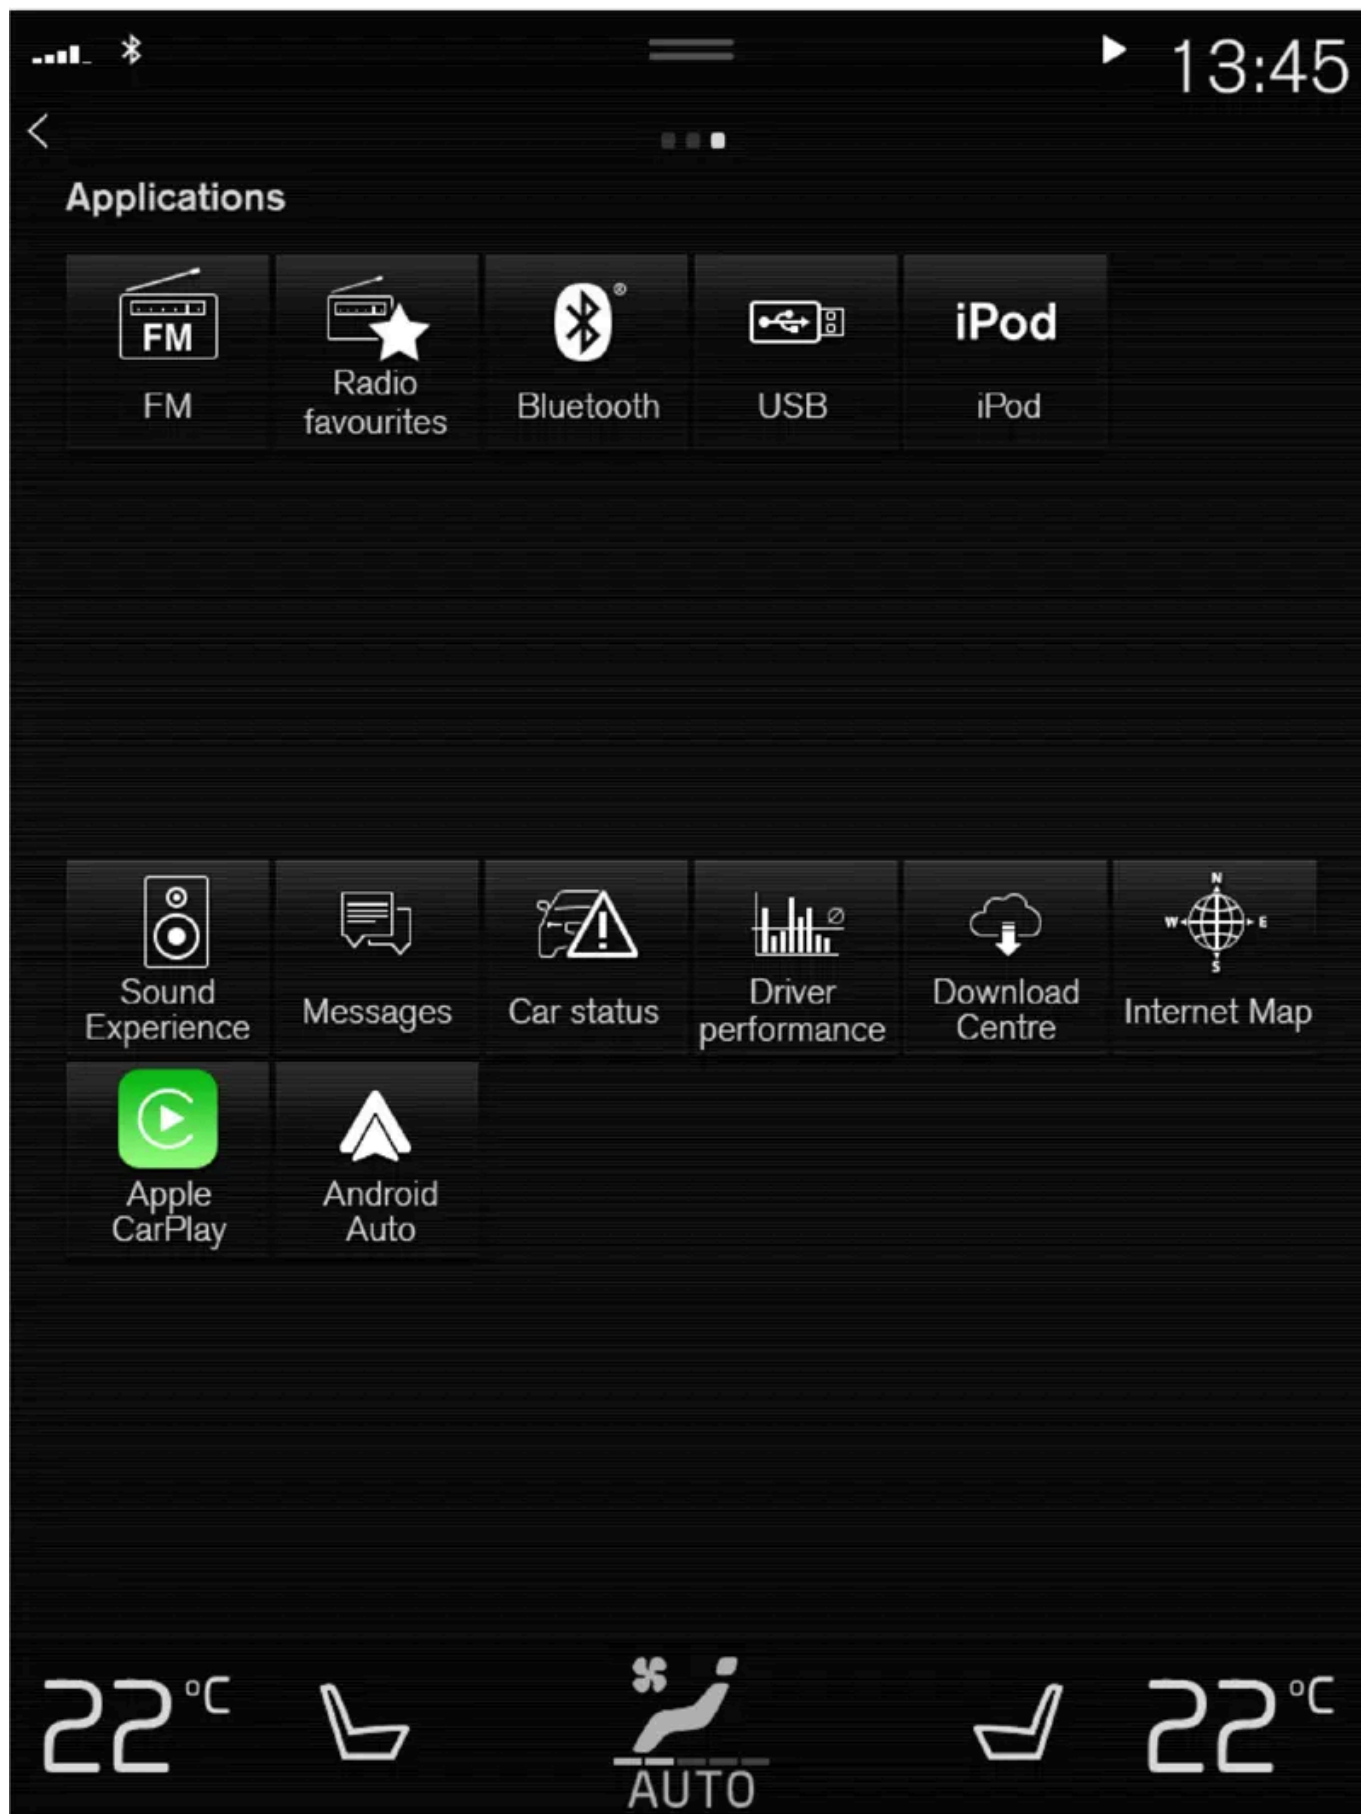 13:45
Applications
FM
iPod
FM
Radio
favourites
Bluetooth
USB
iPod
®
N
W
E
S
Sound
Experience
Messages
Car status
Driver
performance
Download
Centre
Internet Map
Apple
CarPlay
Android
Auto
22°C
22°C
AUTO